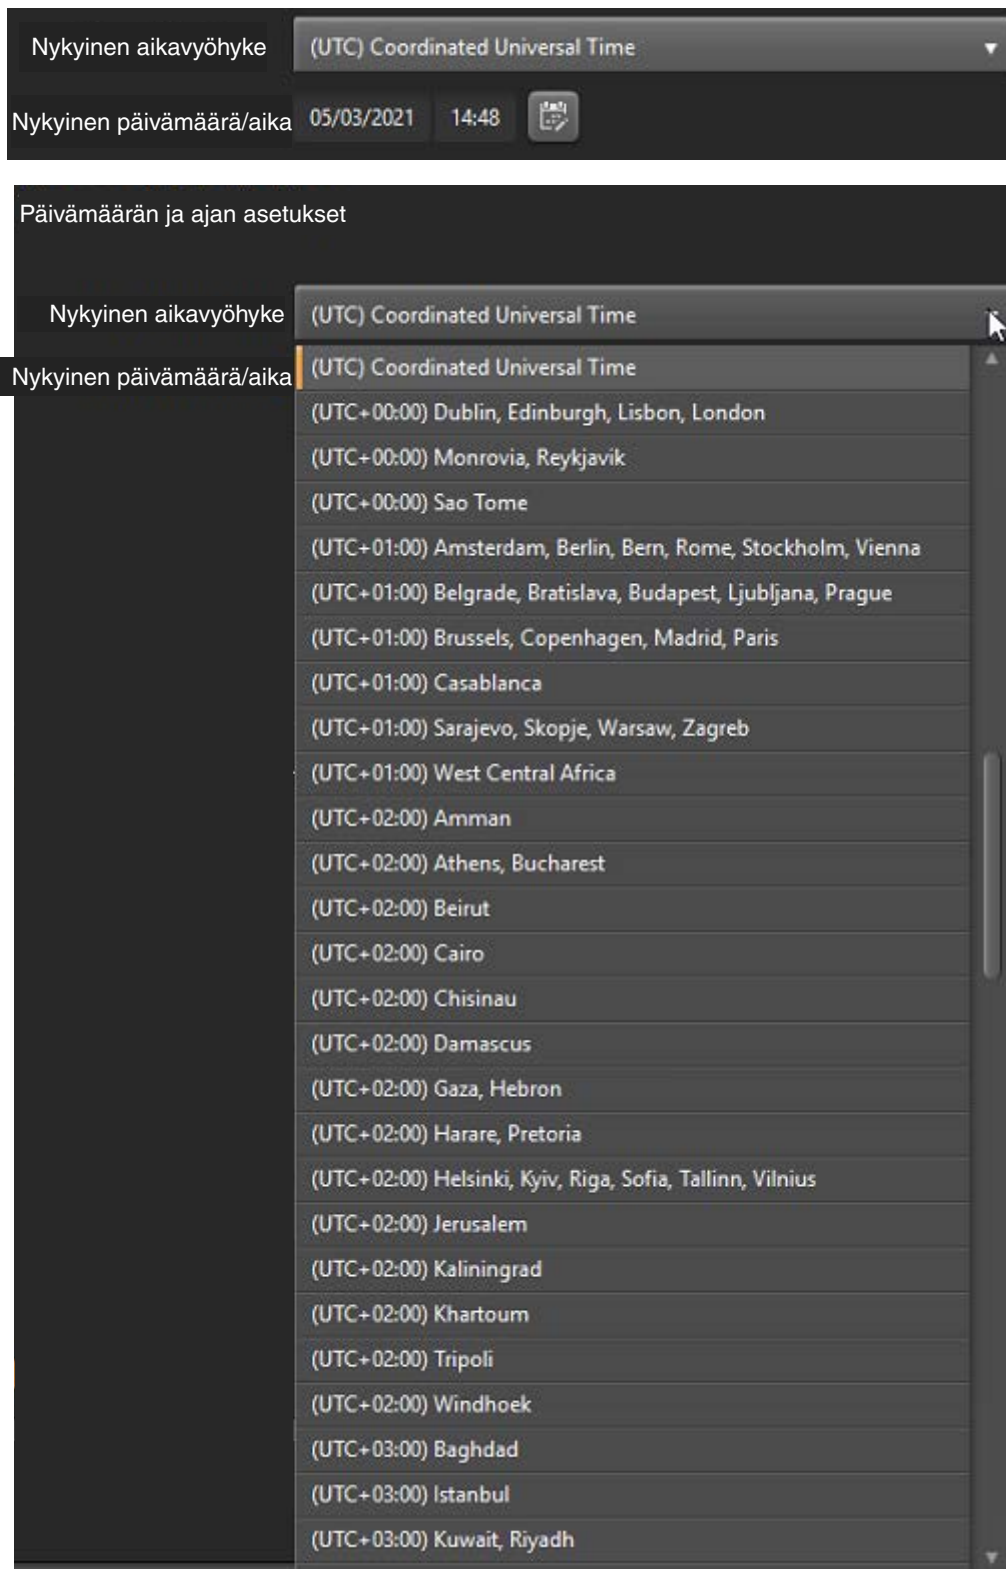 Nykyinen aikavyöhyke (UTC) Coordinated Universal Time
Nykyinen päivämäärä/aika 05/03/2021 14:48
Päivämäärän ja ajan asetukset
Nykyinen aikavyöhyke (UTC) Coordinated Universal Time
Nykyinen päivämäärä/aika (UTC) Coordinated Universal Time
(UTC+00:00) Dublin, Edinburgh, Lisbon, London
(UTC+00:00) Monrovia, Reykjavik
(UTC+00:00) Sao Tome
(UTC+01:00) Amsterdam, Berlin, Bern, Rome, Stockholm, Vienna
(UTC+01:00) Belgrade, Bratislava, Budapest, Ljubljana, Prague
(UTC+01:00) Brussels, Copenhagen, Madrid, Paris
(UTC+01:00) Casablanca
(UTC+01:00) Sarajevo, Skopje, Warsaw, Zagreb
(UTC+01:00) West Central Africa
(UTC+02:00) Amman
(UTC+02:00) Athens, Bucharest
(UTC+02:00) Beirut
(UTC+02:00) Cairo
(UTC+02:00) Chisinau
(UTC+02:00) Damascus
(UTC+02:00) Gaza, Hebron
(UTC+02:00) Harare, Pretoria
(UTC+02:00) Helsinki, Kyiv, Riga, Sofia, Tallinn, Vilnius
(UTC+02:00) Jerusalem
(UTC+02:00) Kaliningrad
(UTC+02:00) Khartoum
(UTC+02:00) Tripoli
(UTC+02:00) Windhoek
(UTC+03:00) Baghdad
(UTC+03:00) Istanbul
(UTC+03:00) Kuwait, Riyadh